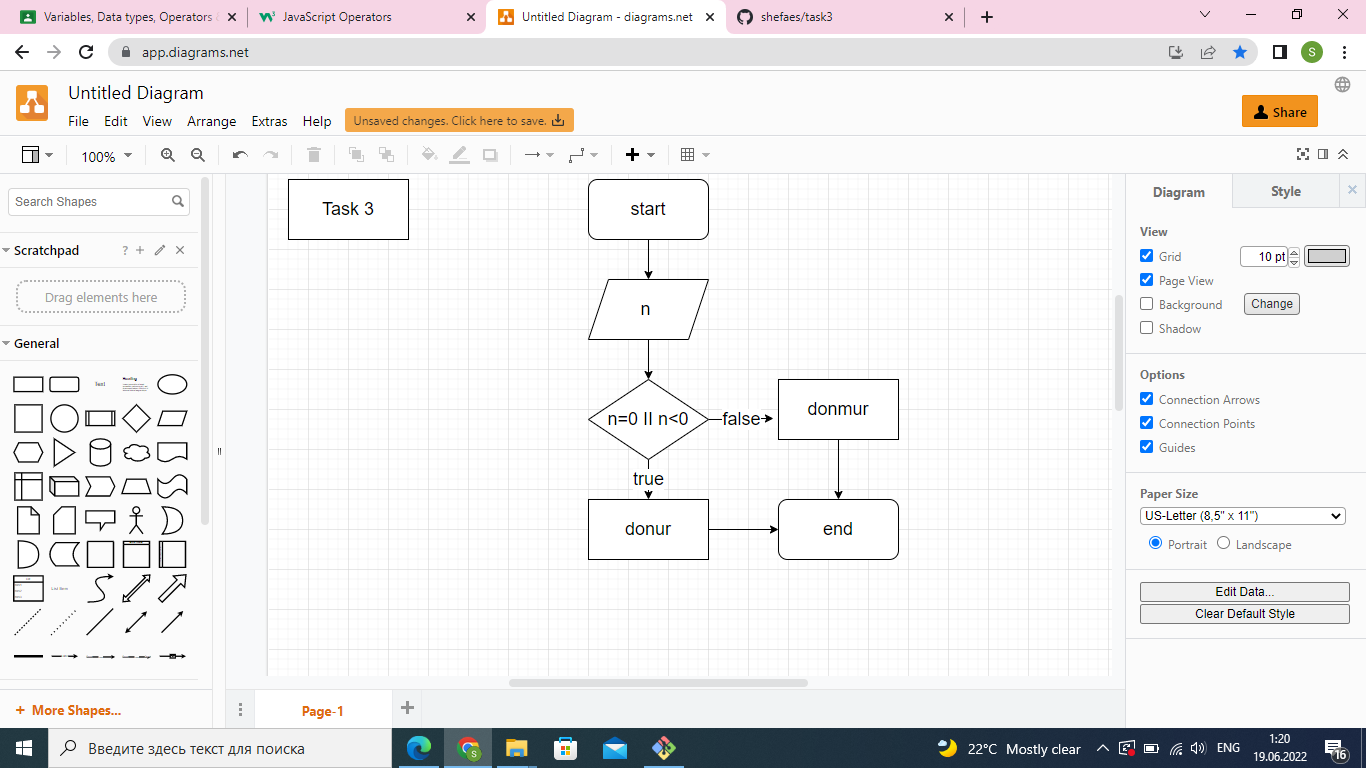 Variables, Data types, Operators
JavaScript Operators
Untitled Diagram - diagrams.net
shefaes/task3
app.diagrams.net
S
Untitled Diagram
File Edit View Arrange Extras Help
Unsaved changes. Click here to save.
Share
100%
Search Shapes
Scratchpad
?
Drag elements here
General
Text
Heading
More Shapes...
Task 3
start
n
n=0 II n<0
false
donmur
true
donur
end
Page-1
Diagram
Style
View
Grid
10 pt
Page View
Background
Change
Shadow
Options
Connection Arrows
Connection Points
Guides
Paper Size
US-Letter (8,5" x 11")
Portrait
Landscape
Edit Data...
Clear Default Style
Введите здесь текст для поиска
S
22°C Mostly clear
ENG
1:20
19.06.2022
16